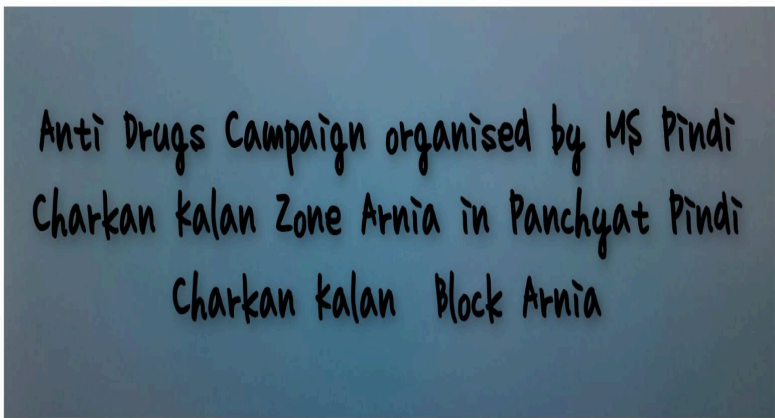 Anti Drugs Campaign organised by MS Pindi
Charkan Kalan Zone Arnia in Panchyat Pindi
Charkan Kalan Block Arnia